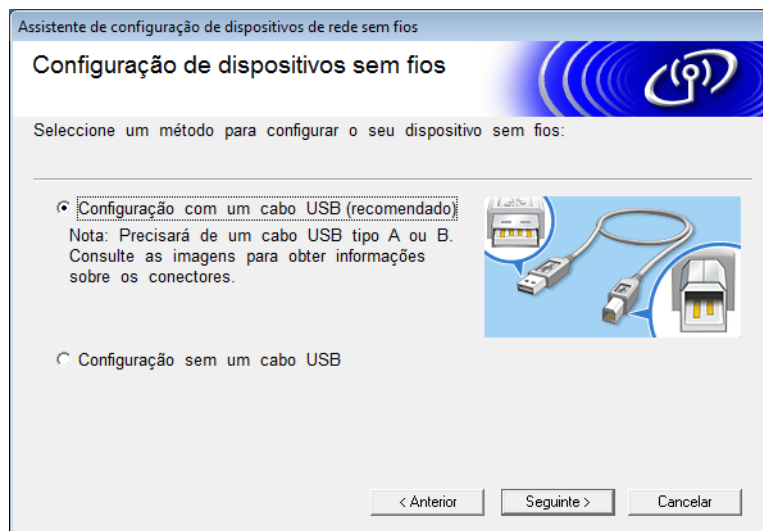 Assistente de configuração de dispositivos de rede sem fios
Configuração de dispositivos sem fios
Seleccione um método para configurar o seu dispositivo sem fios:
Configuração com um cabo USB (recomendado)
Nota: Precisará de um cabo USB tipo A ou B.
Consulte as imagens para obter informações
sobre os conectores.
Configuração sem um cabo USB
< Anterior
Seguinte >
Cancelar